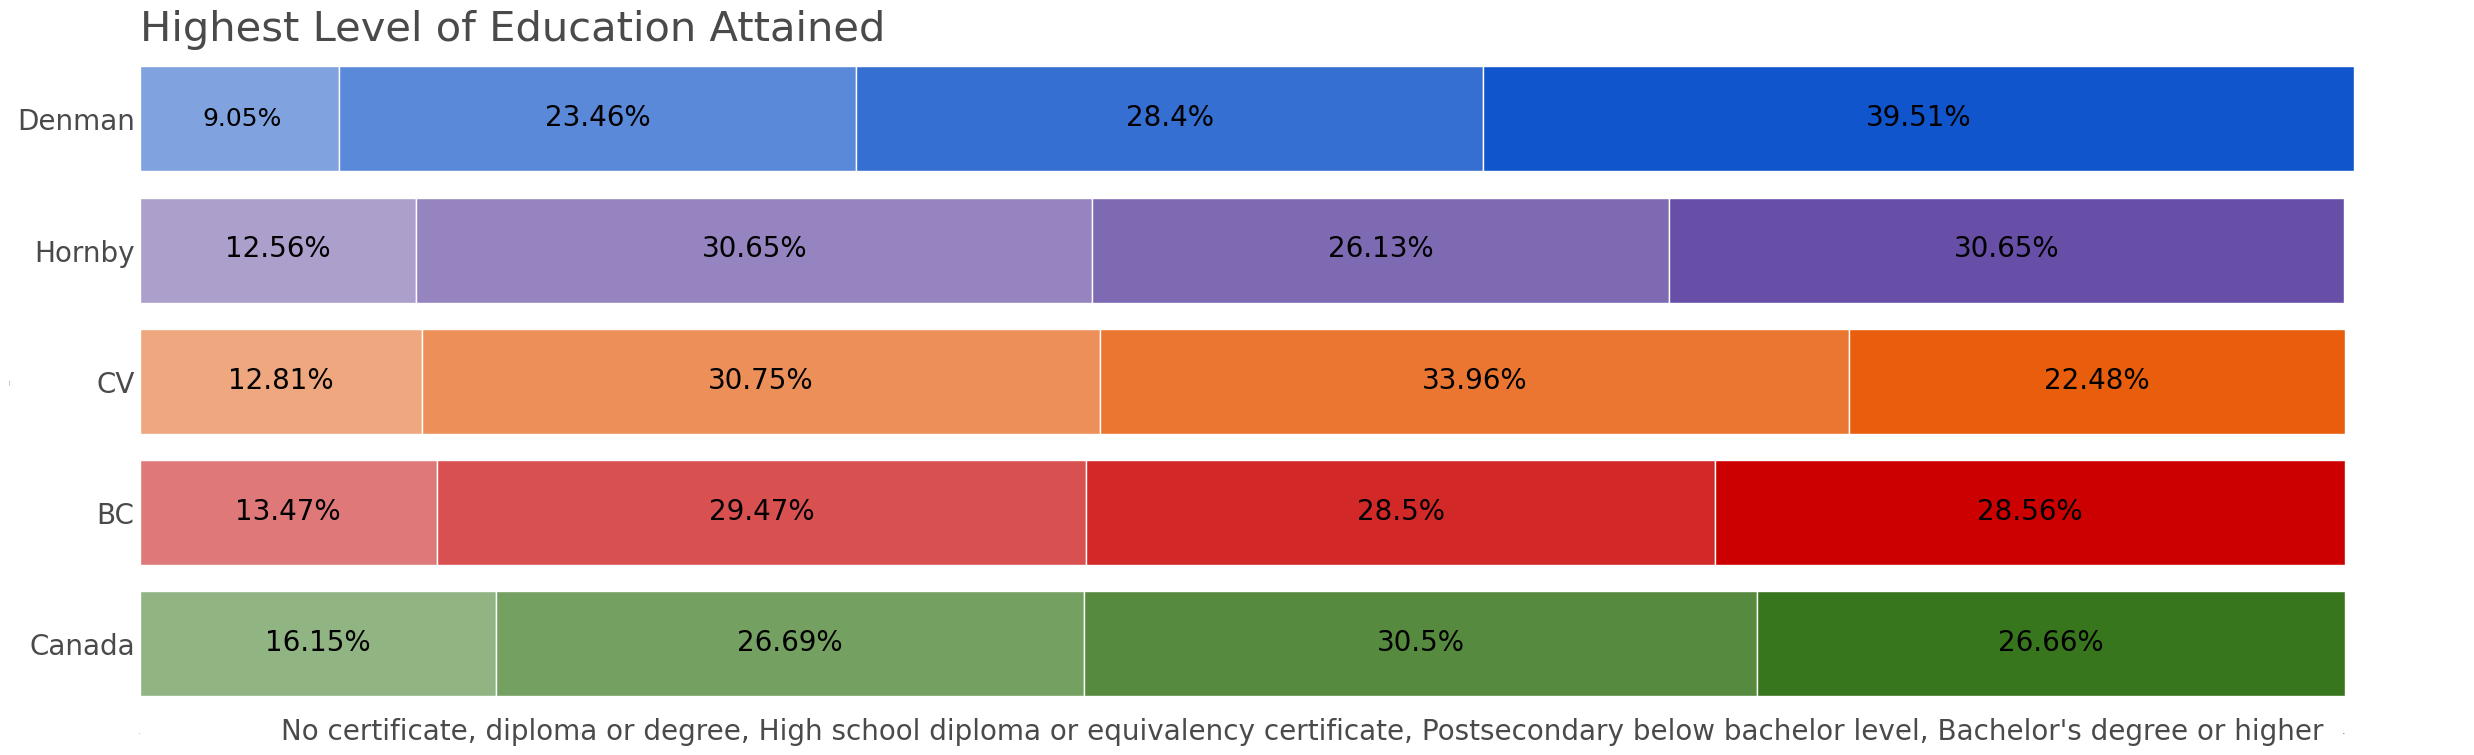 Highest Level of Education Attained
Denman 9.05% 23.46% 28.4% 39.51%
Hornby 12.56% 30.65% 26.13% 30.65%
CV 12.81% 30.75% 33.96% 22.48%
BC 13.47% 29.47% 28.5% 28.56%
Canada 16.15% 26.69% 30.5% 26.66%
No certificate, diploma or degree, High school diploma or equivalency certificate, Postsecondary below bachelor level, Bachelor's degree or higher